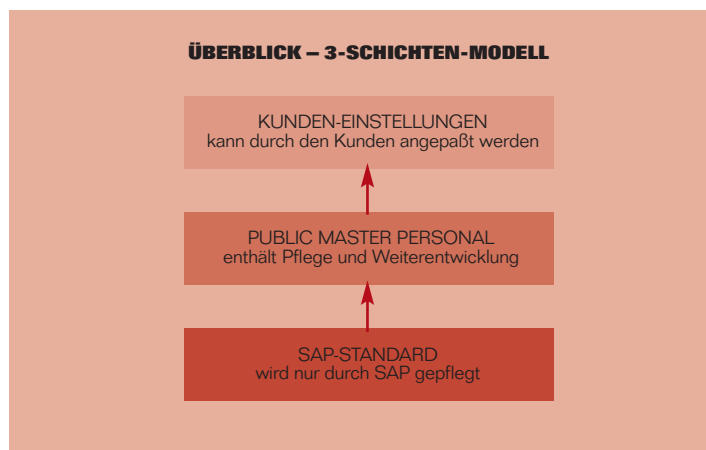 ÜBERBLICK – 3-SCHICHTEN-MODELL
KUNDEN-EINSTELLUNGEN
kann durch den Kunden angepaßt werden
PUBLIC MASTER PERSONAL
enthält Pflege und Weiterentwicklung
SAP-STANDARD
wird nur durch SAP gepflegt